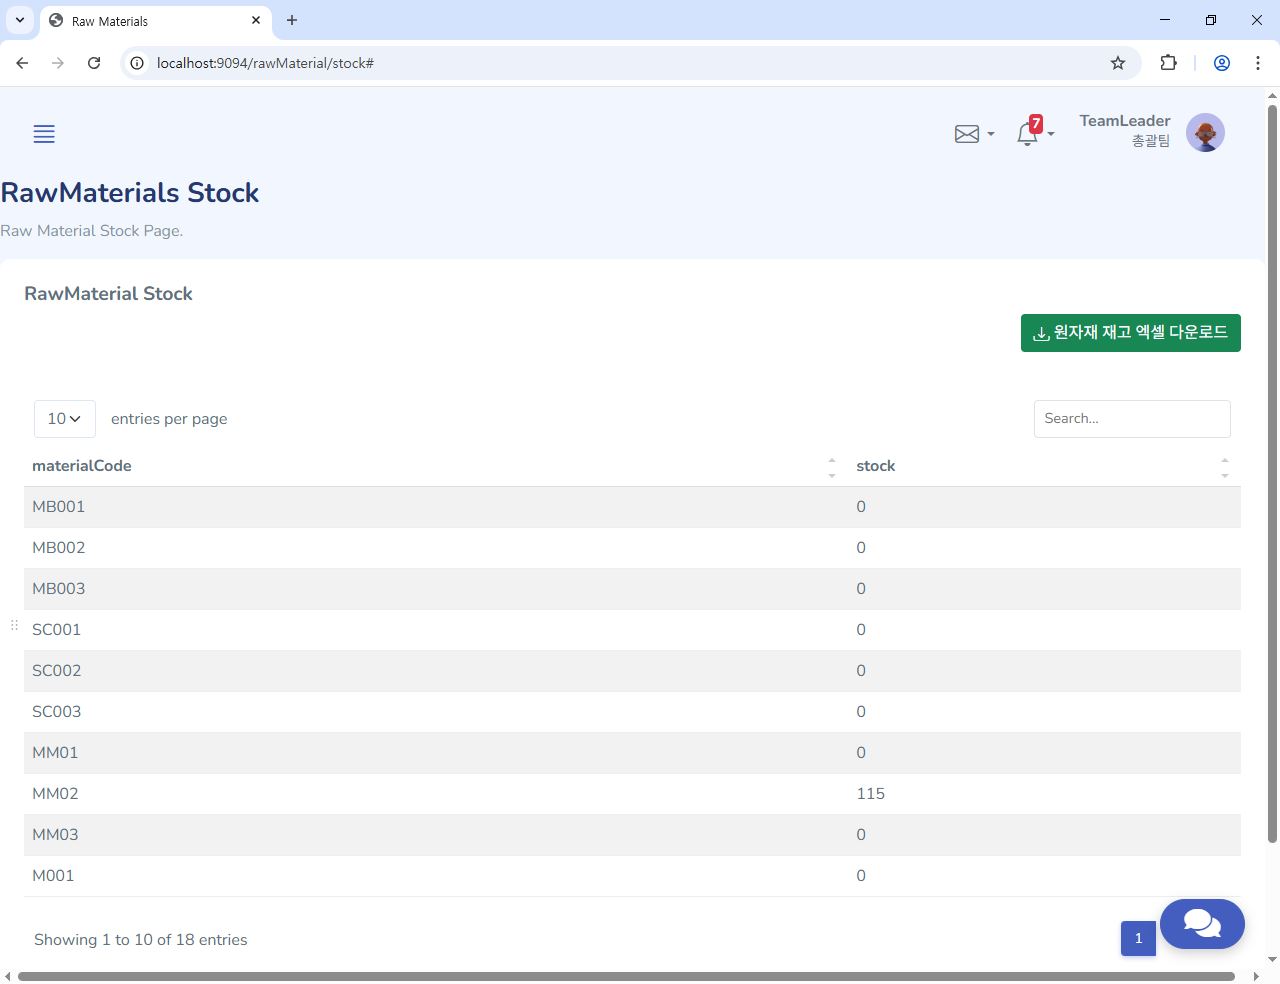 Raw Materials
localhost:9094/rawMaterial/stock#
7
TeamLeader
총괄팀
RawMaterials Stock
Raw Material Stock Page.
RawMaterial Stock
원자재 재고 엑셀 다운로드
10 entries per page
Search...
materialCode stock
MB001 0
MB002 0
MB003 0
SC001 0
SC002 0
SC003 0
MM01 0
MM02 115
MM03 0
M001 0
Showing 1 to 10 of 18 entries
1